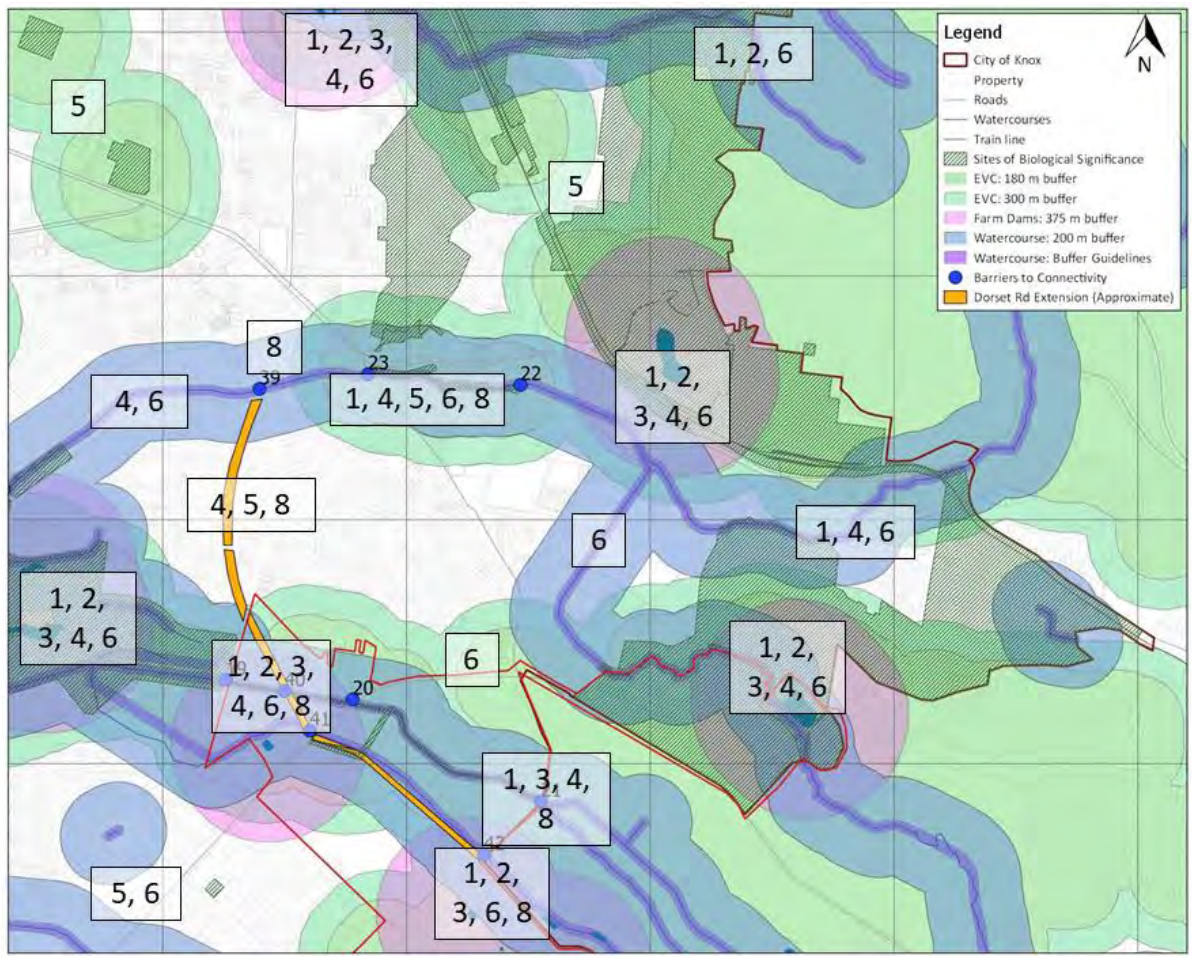 1, 2, 3,
4, 6
1, 2, 6
Legend
City of Knox
Property
Roads
Watercourses
Train line
Sites of Biological Significance
EVC: 180 m buffer
EVC: 300 m buffer
Farm Dams: 375 m buffer
Watercourse: 200 m buffer
Watercourse: Buffer Guidelines
Barriers to Connectivity
Dorset Rd Extension (Approximate)
N
5
5
8
39
23
22
4, 6
1, 4, 5, 6, 8
1, 2,
3, 4, 6
4, 5, 8
6
1, 4, 6
1, 2,
3, 4, 6
1, 2, 3,
4, 6, 8
40
41
20
6
1, 2,
3, 4, 6
1, 3, 4,
8
21
42
1, 2,
3, 6, 8
5, 6